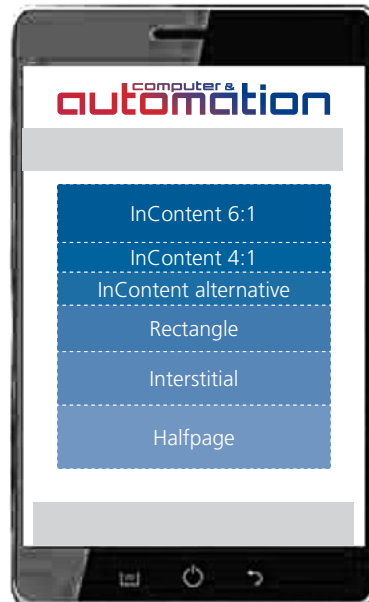 computer &
automation
InContent 6:1
InContent 4:1
InContent alternative
Rectangle
Interstitial
Halfpage